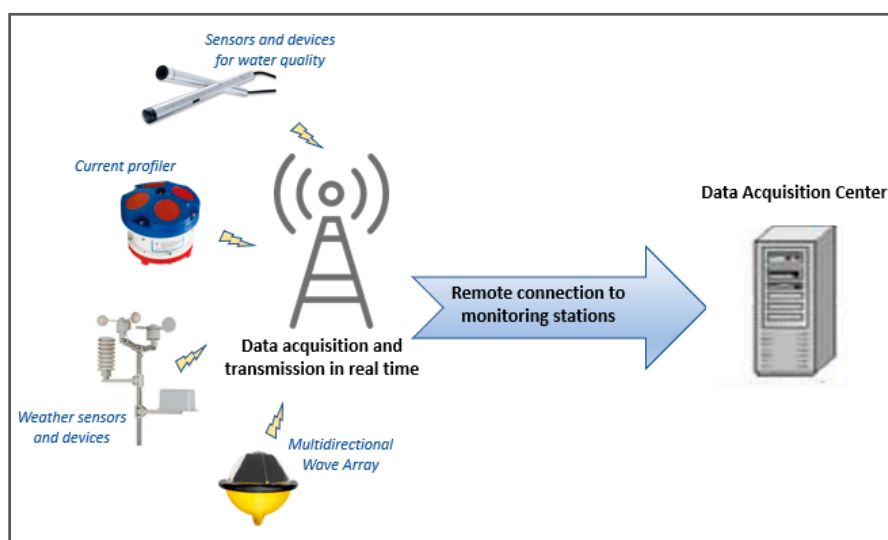 Sensors and devices
for water quality
Current profiler
Data Acquisition Center
Remote connection to
monitoring stations
Data acquisition and
transmission in real time
Weather sensors
and devices
Multidirectional
Wave Array